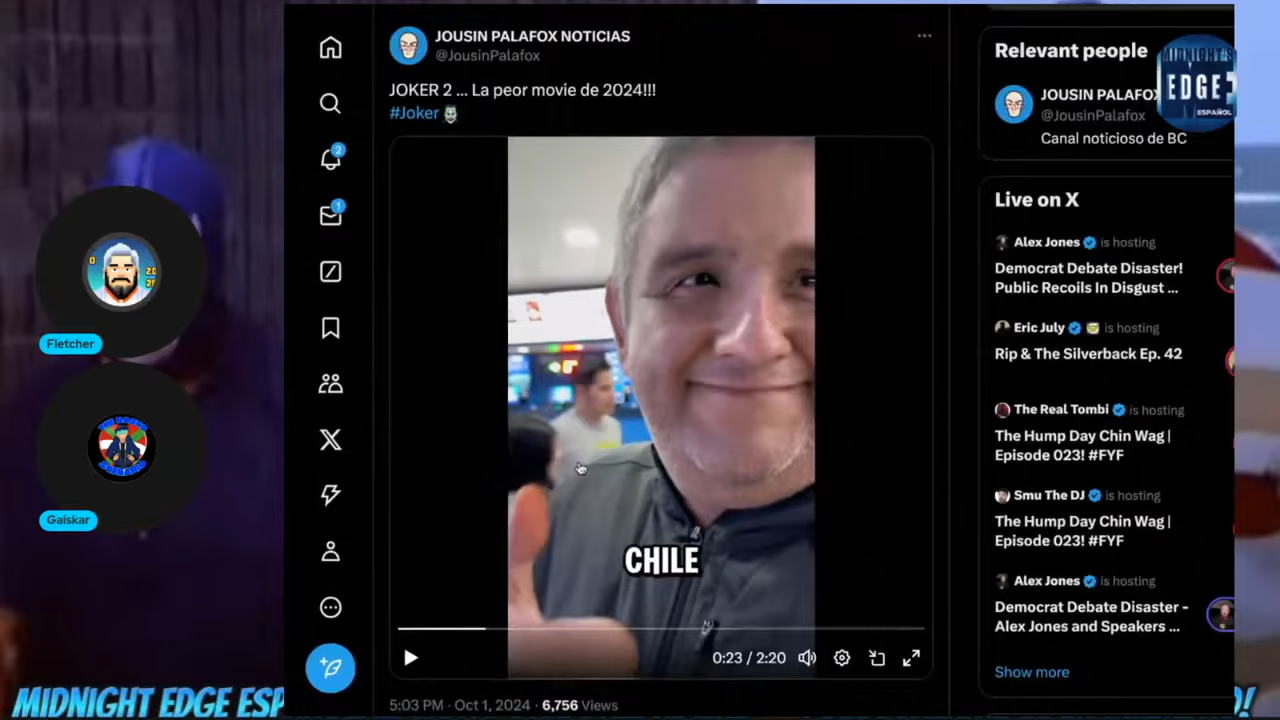 JOUSIN PALAFOX NOTICIAS
@JousinPalafox
JOKER 2 ... La peor movie de 2024!!!
#Joker
CHILE
0:23 / 2:20
5:03 PM · Oct 1, 2024 · 6,756 Views
2
1
Fletcher
Galskar
Relevant people
JOUSIN PALAFOX
@JousinPalafox
Canal noticioso de BC
MIDNIGHT'S
EDGE
ESPAÑOL
Live on X
Alex Jones is hosting
Democrat Debate Disaster!
Public Recoils In Disgust ...
Eric July is hosting
Rip & The Silverback Ep. 42
The Real Tombi is hosting
The Hump Day Chin Wag |
Episode 023! #FYF
Smu The DJ is hosting
The Hump Day Chin Wag |
Episode 023! #FYF
Alex Jones is hosting
Democrat Debate Disaster -
Alex Jones and Speakers ...
Show more
MIDNIGHT EDGE ESP